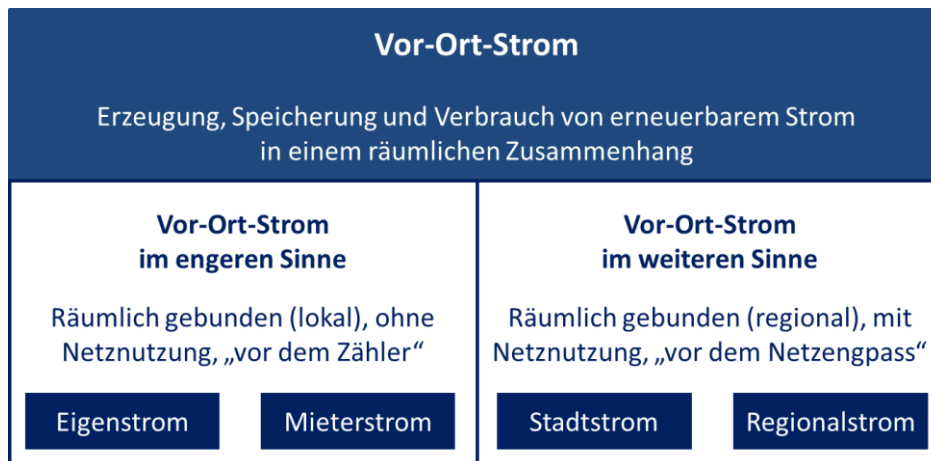 Vor-Ort-Strom
Erzeugung, Speicherung und Verbrauch von erneuerbarem Strom
in einem räumlichen Zusammenhang
Vor-Ort-Strom
im engeren Sinne
Räumlich gebunden (lokal), ohne
Netznutzung, „vor dem Zähler“
Eigenstrom
Mieterstrom
Vor-Ort-Strom
im weiteren Sinne
Räumlich gebunden (regional), mit
Netznutzung, „vor dem Netzengpass“
Stadtstrom
Regionalstrom